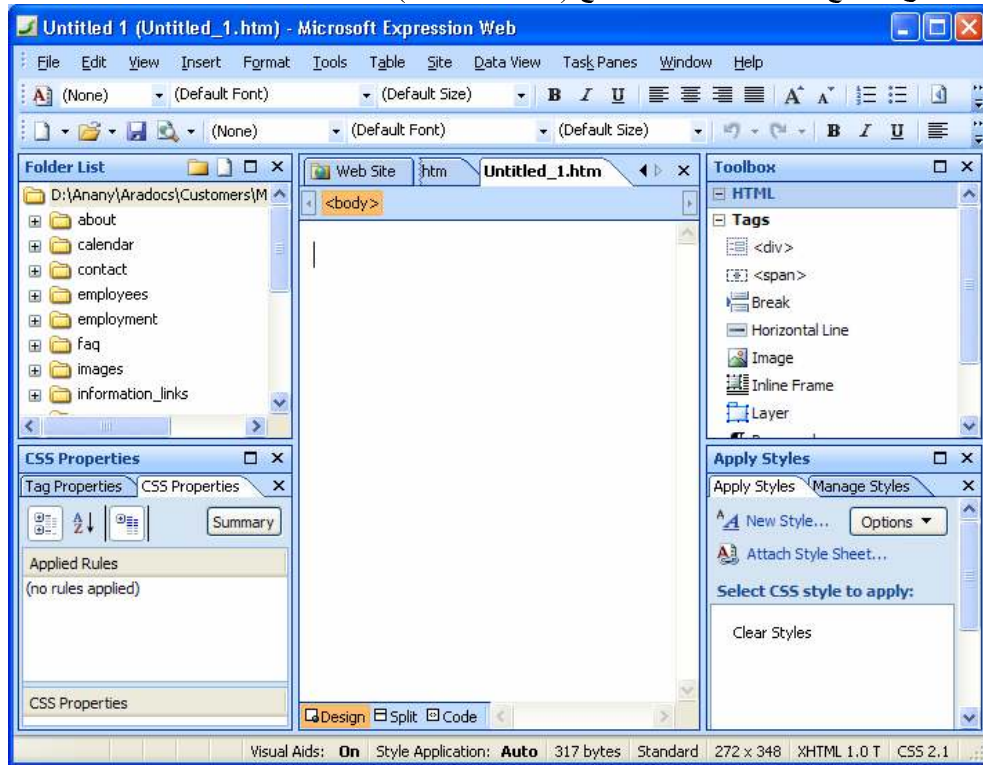 Untitled 1 (Untitled_1.htm) - Microsoft Expression Web
File Edit View Insert Format Tools Table Site Data View Task Panes Window Help
(None) (Default Font) (Default Size) B I U
(None) (Default Font) (Default Size) B I U
Folder List
D:\Anany\Aradocs\Customers\M
about
calendar
contact
employees
employment
faq
images
information_links
Web Site htm Untitled_1.htm
<body>
Toolbox
HTML
Tags
<div>
<span>
Break
Horizontal Line
Image
Inline Frame
Layer
CSS Properties
Tag Properties CSS Properties
Summary
Applied Rules
(no rules applied)
CSS Properties
Design Split Code
Apply Styles
Apply Styles Manage Styles
New Style... Options
Attach Style Sheet...
Select CSS style to apply:
Clear Styles
Visual Aids: On Style Application: Auto 317 bytes Standard 272 x 348 XHTML 1.0 T CSS 2.1